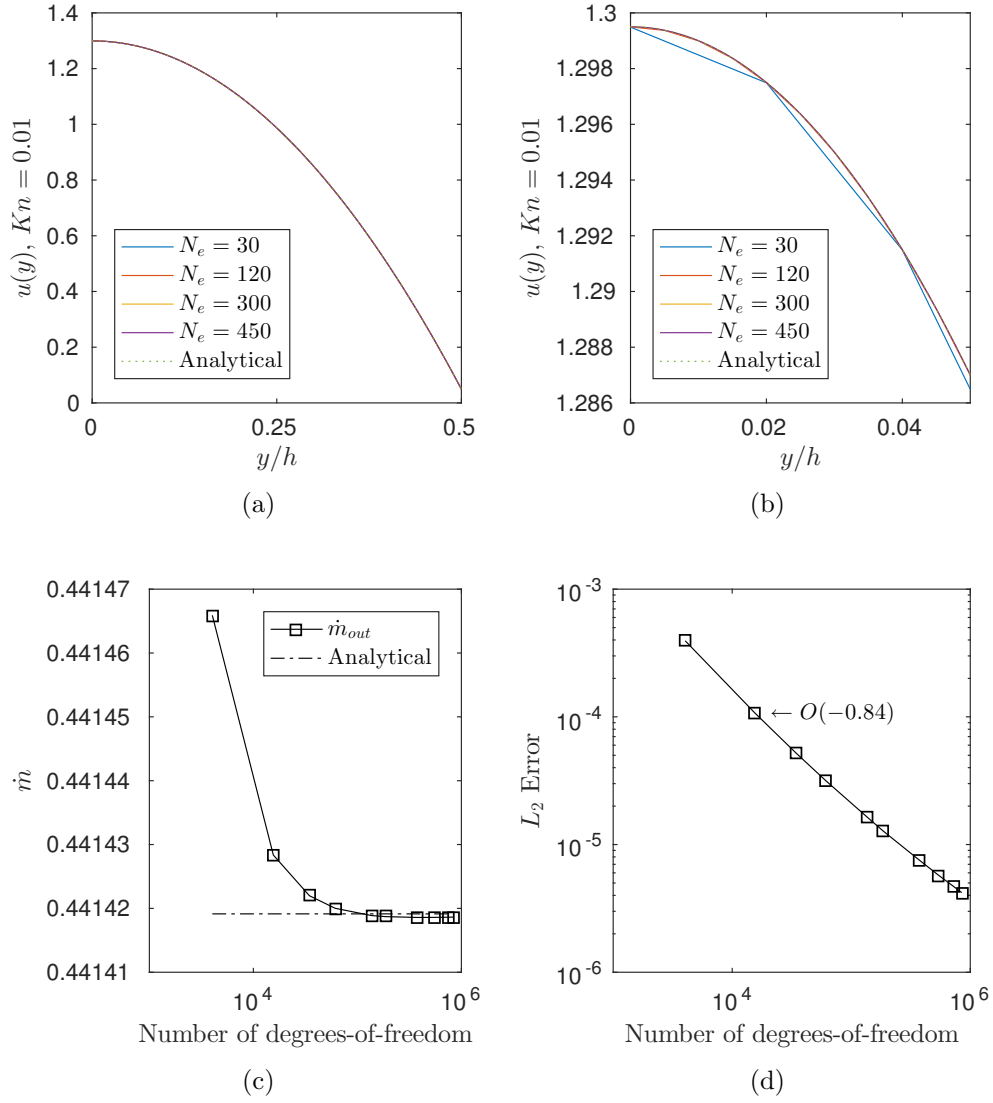 1.4
1.2
1
0.8
0.6
0.4
0.2
0
u(y), Kn = 0.01
N_e = 30
N_e = 120
N_e = 300
N_e = 450
Analytical
0
0.25
0.5
y/h
(a)
1.3
1.298
1.296
1.294
1.292
1.29
1.288
1.286
u(y), Kn = 0.01
N_e = 30
N_e = 120
N_e = 300
N_e = 450
Analytical
0
0.02
0.04
y/h
(b)
0.44147
0.44146
0.44145
0.44144
0.44143
0.44142
0.44141
ṁ
ṁ_out
Analytical
10^4
10^6
Number of degrees-of-freedom
(c)
10^-3
10^-4
10^-5
10^-6
L_2 Error
← O(−0.84)
10^4
10^6
Number of degrees-of-freedom
(d)